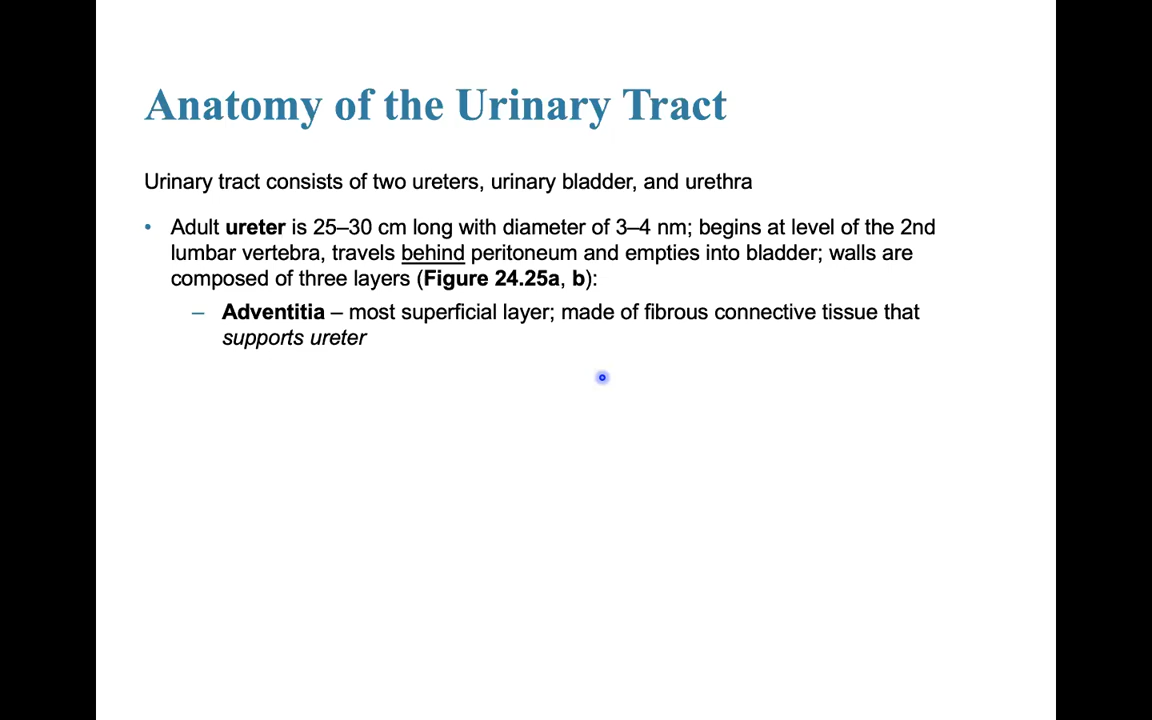 Anatomy of the Urinary Tract
Urinary tract consists of two ureters, urinary bladder, and urethra
• Adult ureter is 25–30 cm long with diameter of 3–4 nm; begins at level of the 2nd
lumbar vertebra, travels behind peritoneum and empties into bladder; walls are
composed of three layers (Figure 24.25a, b):
– Adventitia – most superficial layer; made of fibrous connective tissue that
supports ureter